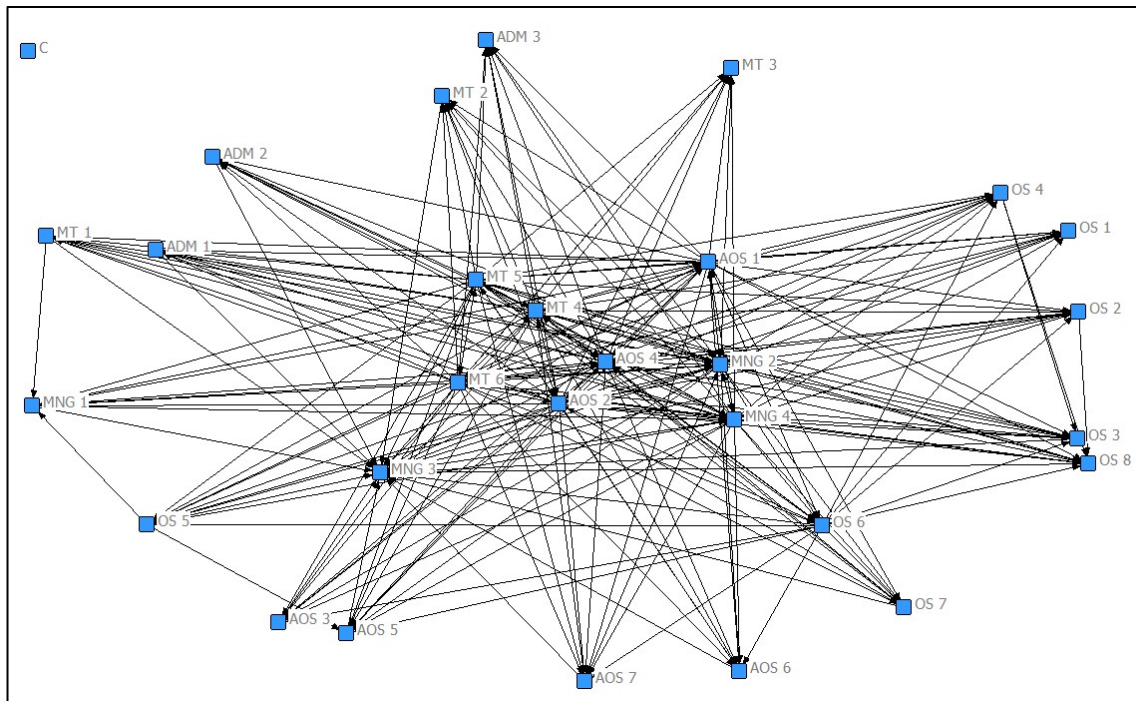 ADM 3
C
MT 3
MT 2
ADM 2
OS 4
OS 1
MT 1
ADM 1
AOS 1
MT 5
MT 4
OS 2
AOS 4
MNG 2
MT 6
AOS 2
MNG 1
MNG 4
OS 3
OS 8
MNG 3
OS 5
OS 6
OS 7
AOS 3
AOS 5
AOS 6
AOS 7